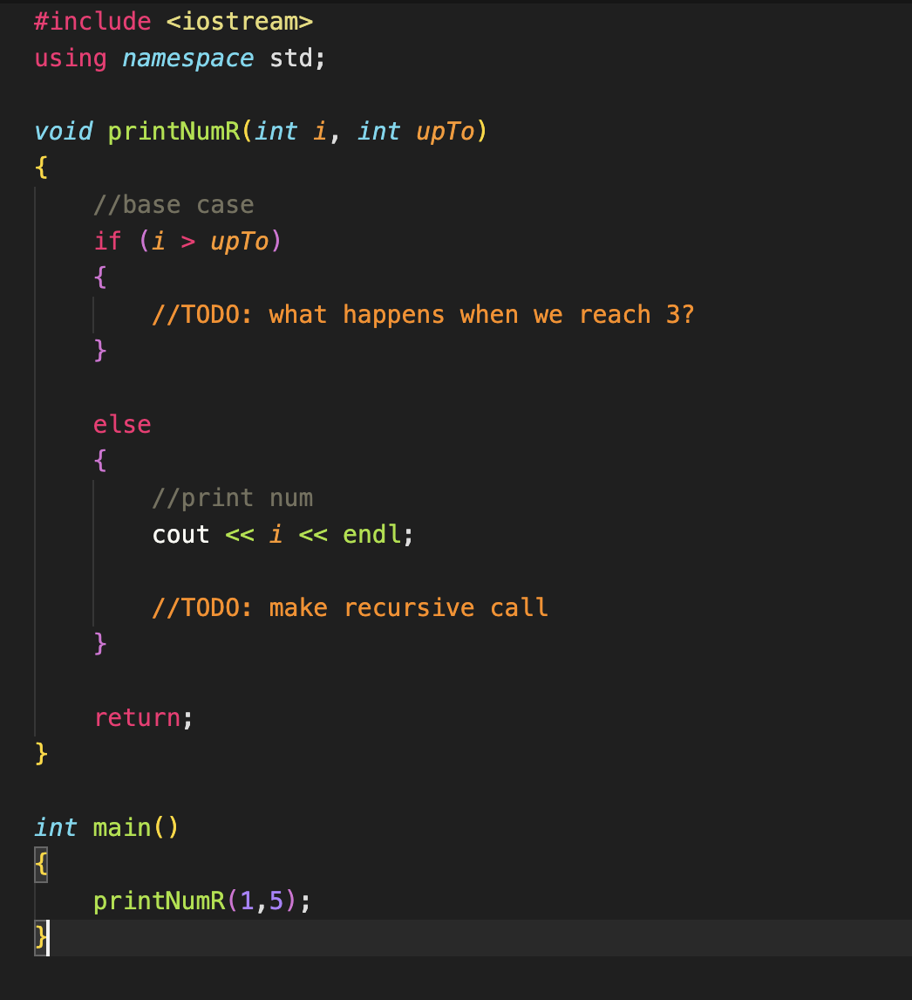 #include <iostream>
using namespace std;
void printNumR(int i, int upTo)
{
//base case
if (i > upTo)
{
//TODO: what happens when we reach 3?
}
else
{
//print num
cout << i << endl;
//TODO: make recursive call
}
return;
}
int main()
{
printNumR(1,5);
}